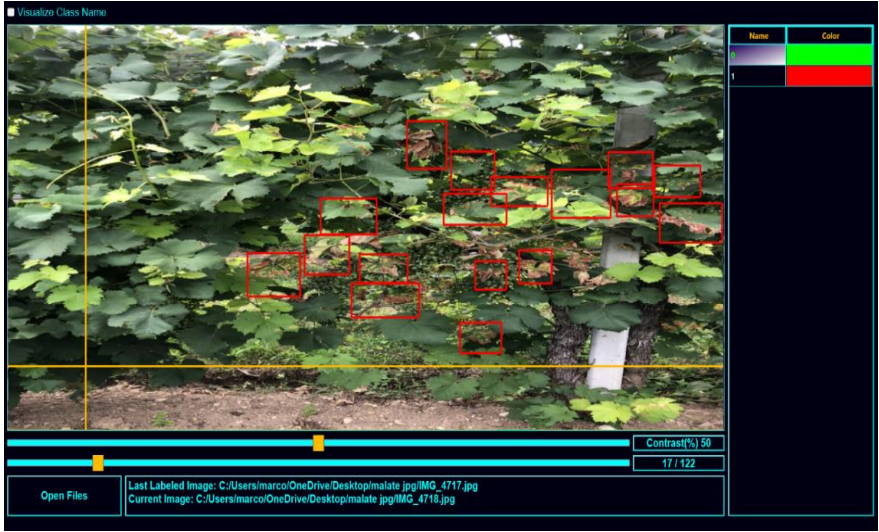 Visualize Class Name
Name Color
0
1
Contrast(%) 50
17 / 122
Open Files
Last Labeled Image: C:/Users/marco/OneDrive/Desktop/malate jpg/IMG_4717.jpg
Current Image: C:/Users/marco/OneDrive/Desktop/malate jpg/IMG_4718.jpg